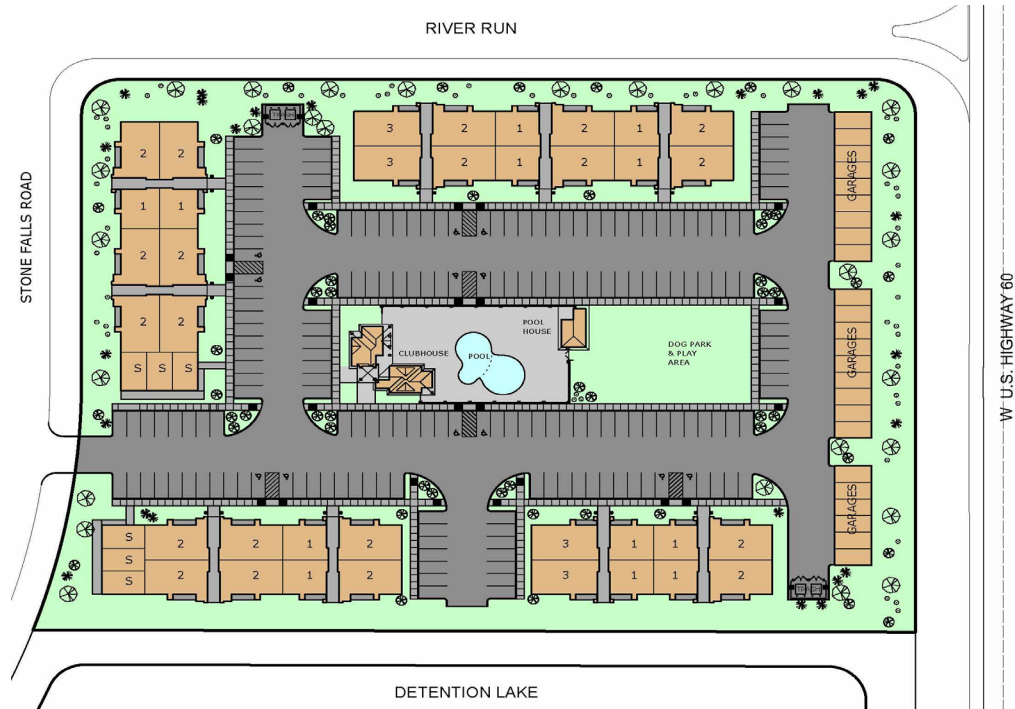 RIVER RUN
STONE FALLS ROAD
W U.S. HIGHWAY 60
3 2 1 2 1 2
3 2 1 2 1 2
2 2
1 1
2 2
2 2
S S S
GARAGES
GARAGES
GARAGES
POOL
HOUSE
CLUBHOUSE
POOL
DOG PARK
& PLAY
AREA
S
S
S
2 2 1 2
2 2 1 2
3 1 1 2
3 1 1 2
DETENTION LAKE